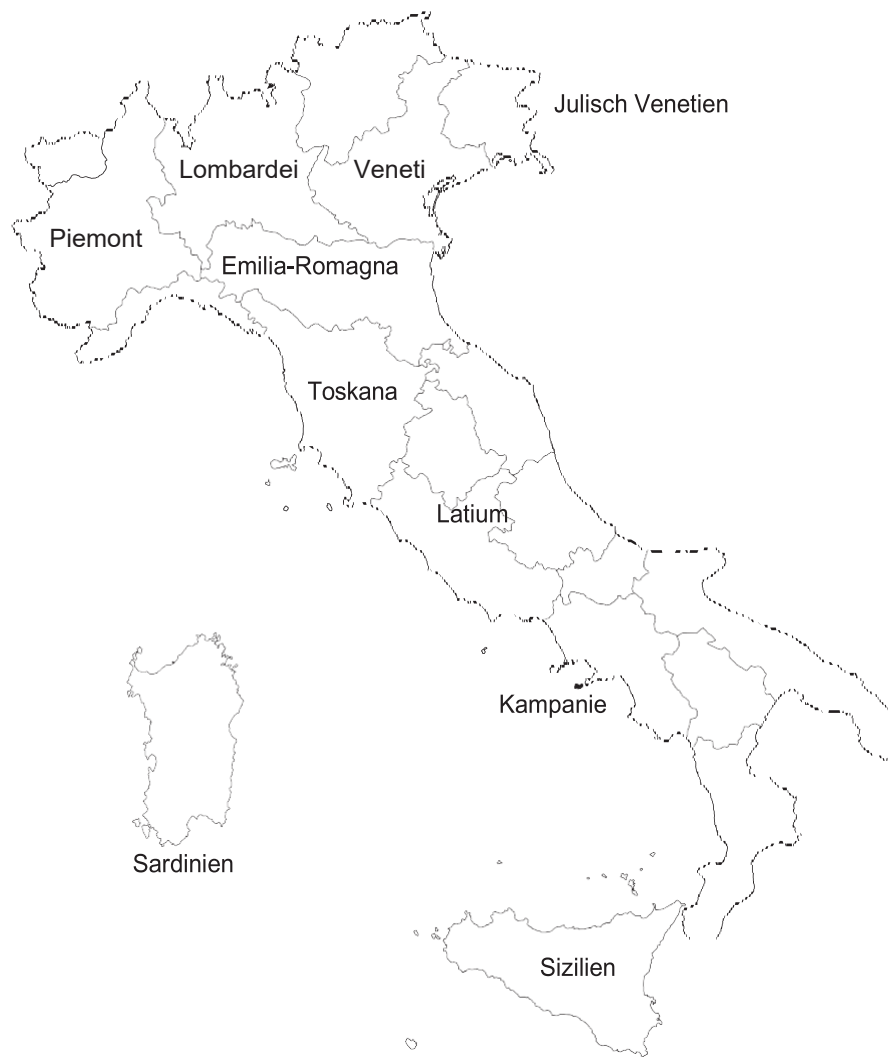 Julisch Venetien
Lombardei
Veneti
Piemont
Emilia-Romagna
Toskana
Latium
Kampanie
Sardinien
Sizilien